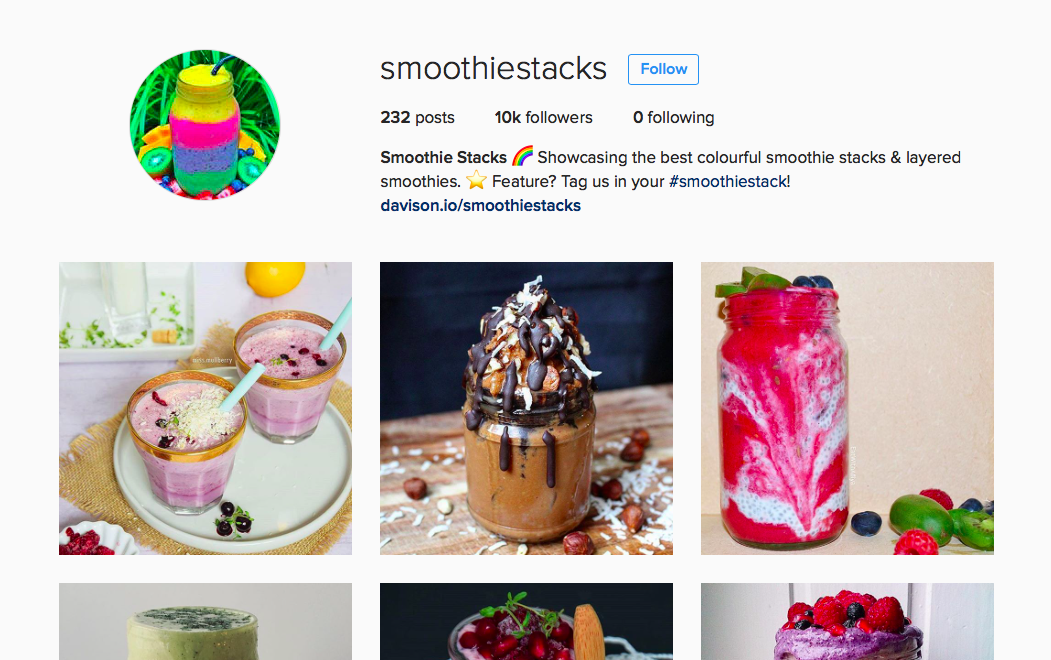 smoothiestacks Follow
232 posts 10k followers 0 following
Smoothie Stacks 🌈 Showcasing the best colourful smoothie stacks & layered
smoothies. ⭐ Feature? Tag us in your #smoothiestack!
davison.io/smoothiestacks